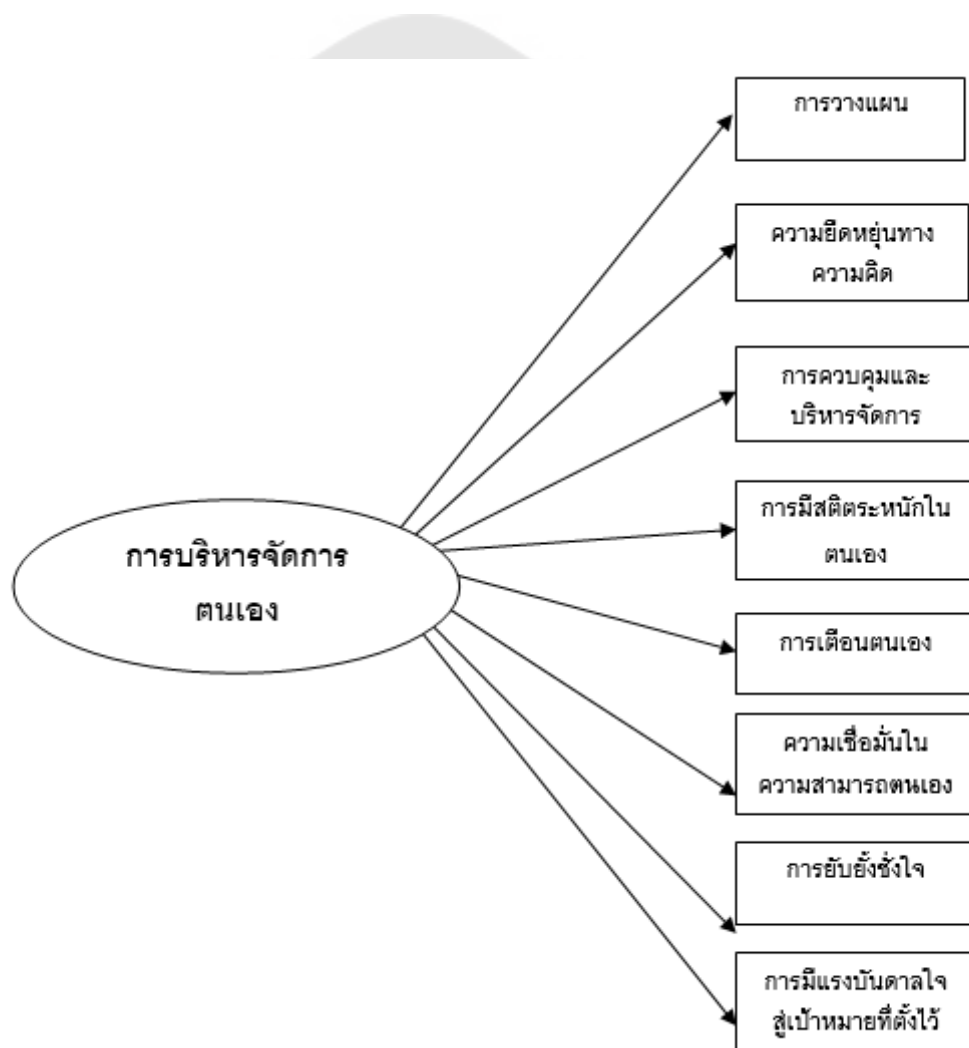 การวางแผน
ความยืดหยุ่นทาง
ความคิด
การควบคุมและ
บริหารจัดการ
การมีสติตระหนักใน
ตนเอง
การบริหารจัดการ
ตนเอง
การเตือนตนเอง
ความเชื่อมั่นใน
ความสามารถตนเอง
การยับยั้งชั่งใจ
การมีแรงบันดาลใจ
สู่เป้าหมายที่ตั้งไว้